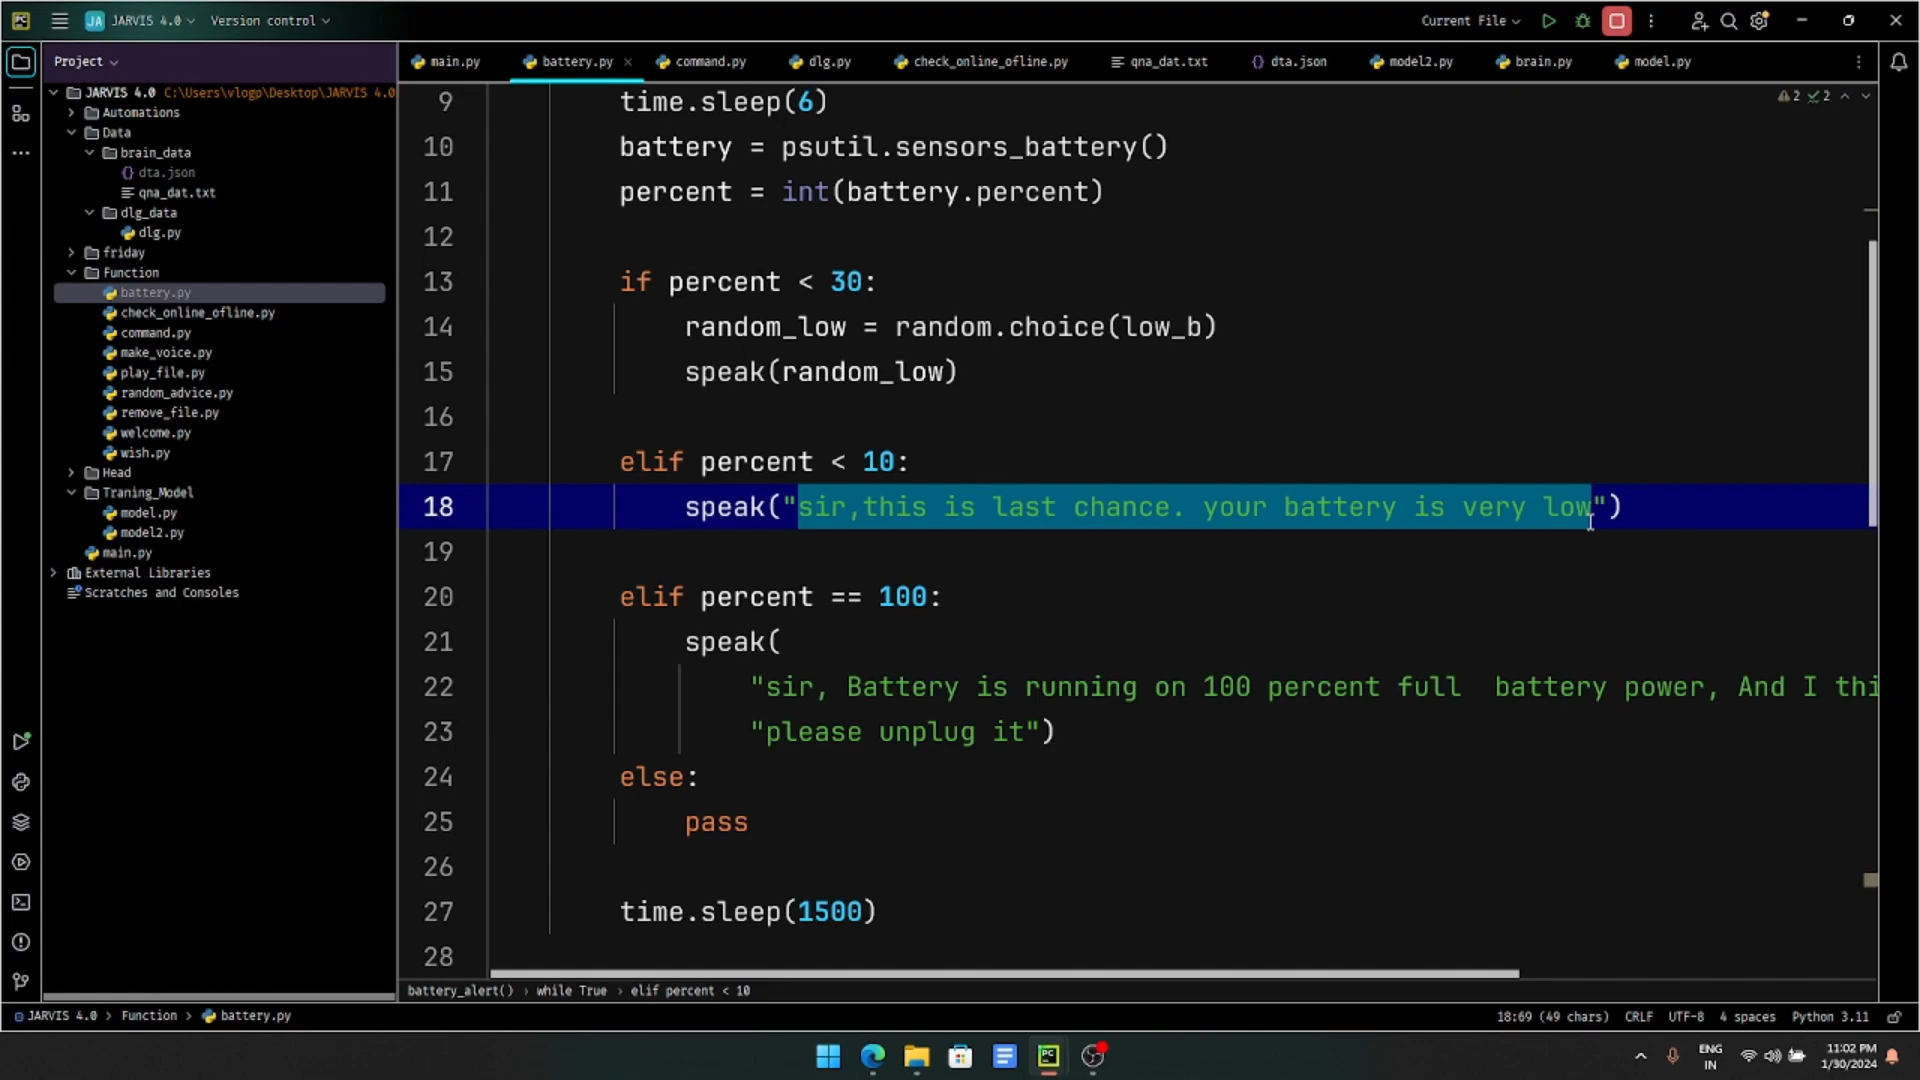 PC
JA JARVIS 4.0
Version control
Current File
Project
main.py
battery.py
command.py
dlg.py
check_online_ofline.py
qna_dat.txt
{} dta.json
model2.py
brain.py
model.py
JARVIS 4.0 C:\Users\vlogp\Desktop\JARVIS 4.0
Automations
Data
brain_data
{} dta.json
qna_dat.txt
dlg_data
dlg.py
friday
Function
battery.py
check_online_ofline.py
command.py
make_voice.py
play_file.py
random_advice.py
remove_file.py
welcome.py
wish.py
Head
Traning_Model
model.py
model2.py
main.py
External Libraries
Scratches and Consoles
2 2
9 time.sleep(6)
10 battery = psutil.sensors_battery()
11 percent = int(battery.percent)
12
13 if percent < 30:
14 random_low = random.choice(low_b)
15 speak(random_low)
16
17 elif percent < 10:
18 speak("sir,this is last chance. your battery is very low")
19
20 elif percent == 100:
21 speak(
22 "sir, Battery is running on 100 percent full  battery power, And I thi
23 "please unplug it")
24 else:
25 pass
26
27 time.sleep(1500)
28
battery_alert() › while True › elif percent < 10
JARVIS 4.0 > Function > battery.py
18:69 (49 chars) CRLF UTF-8 4 spaces Python 3.11
PC
ENG
IN
11:02 PM
1/30/2024